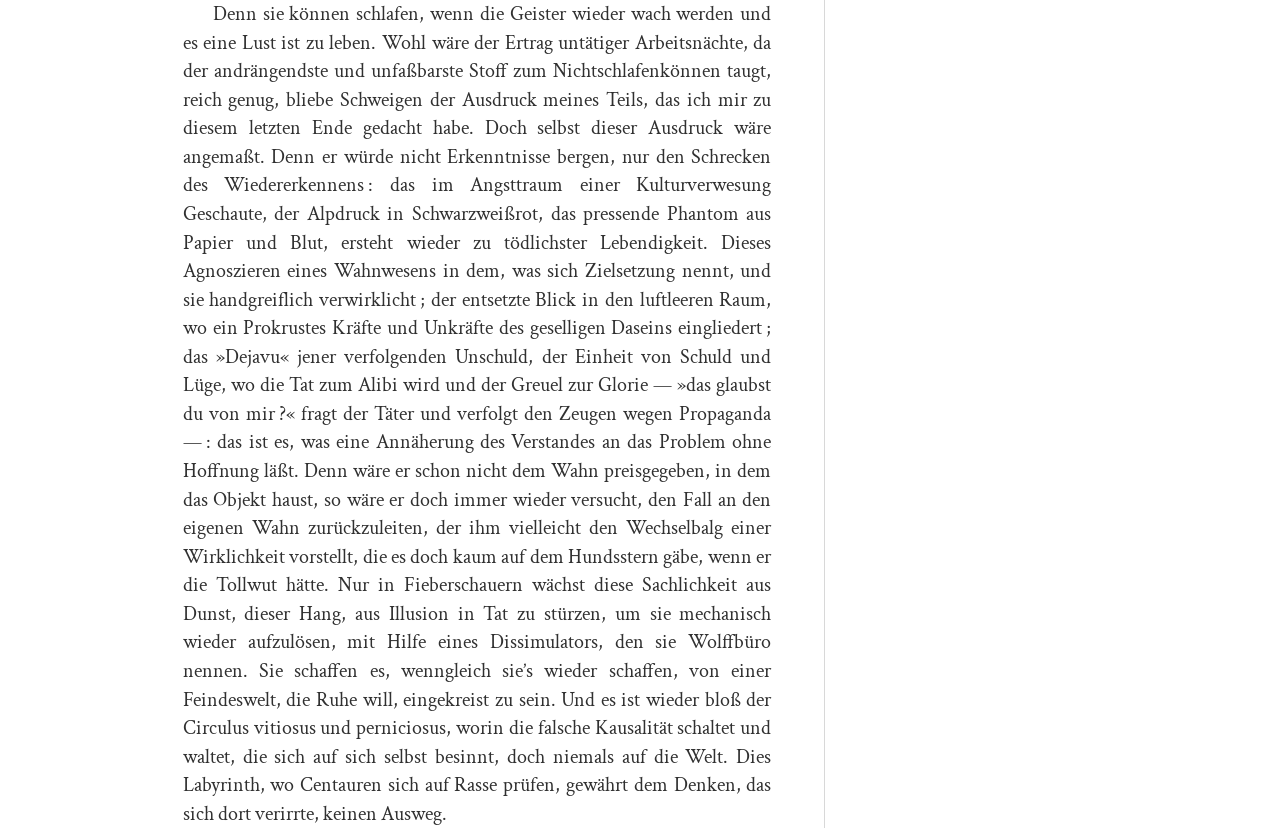 Denn sie können schlafen, wenn die Geister wieder wach werden und
es eine Lust ist zu leben. Wohl wäre der Ertrag untätiger Arbeitsnächte, da
der andrängendste und unfaßbarste Stoff zum Nichtschlafenkönnen taugt,
reich genug, bliebe Schweigen der Ausdruck meines Teils, das ich mir zu
diesem letzten Ende gedacht habe. Doch selbst dieser Ausdruck wäre
angemaßt. Denn er würde nicht Erkenntnisse bergen, nur den Schrecken
des Wiedererkennens : das im Angsttraum einer Kulturverwesung
Geschaute, der Alpdruck in Schwarzweißrot, das pressende Phantom aus
Papier und Blut, ersteht wieder zu tödlichster Lebendigkeit. Dieses
Agnoszieren eines Wahnwesens in dem, was sich Zielsetzung nennt, und
sie handgreiflich verwirklicht ; der entsetzte Blick in den luftleeren Raum,
wo ein Prokrustes Kräfte und Unkräfte des geselligen Daseins eingliedert ;
das »Dejavu« jener verfolgenden Unschuld, der Einheit von Schuld und
Lüge, wo die Tat zum Alibi wird und der Greuel zur Glorie — »das glaubst
du von mir ?« fragt der Täter und verfolgt den Zeugen wegen Propaganda
— : das ist es, was eine Annäherung des Verstandes an das Problem ohne
Hoffnung läßt. Denn wäre er schon nicht dem Wahn preisgegeben, in dem
das Objekt haust, so wäre er doch immer wieder versucht, den Fall an den
eigenen Wahn zurückzuleiten, der ihm vielleicht den Wechselbalg einer
Wirklichkeit vorstellt, die es doch kaum auf dem Hundsstern gäbe, wenn er
die Tollwut hätte. Nur in Fieberschauern wächst diese Sachlichkeit aus
Dunst, dieser Hang, aus Illusion in Tat zu stürzen, um sie mechanisch
wieder aufzulösen, mit Hilfe eines Dissimulators, den sie Wolffbüro
nennen. Sie schaffen es, wenngleich sie’s wieder schaffen, von einer
Feindeswelt, die Ruhe will, eingekreist zu sein. Und es ist wieder bloß der
Circulus vitiosus und perniciosus, worin die falsche Kausalität schaltet und
waltet, die sich auf sich selbst besinnt, doch niemals auf die Welt. Dies
Labyrinth, wo Centauren sich auf Rasse prüfen, gewährt dem Denken, das
sich dort verirrte, keinen Ausweg.